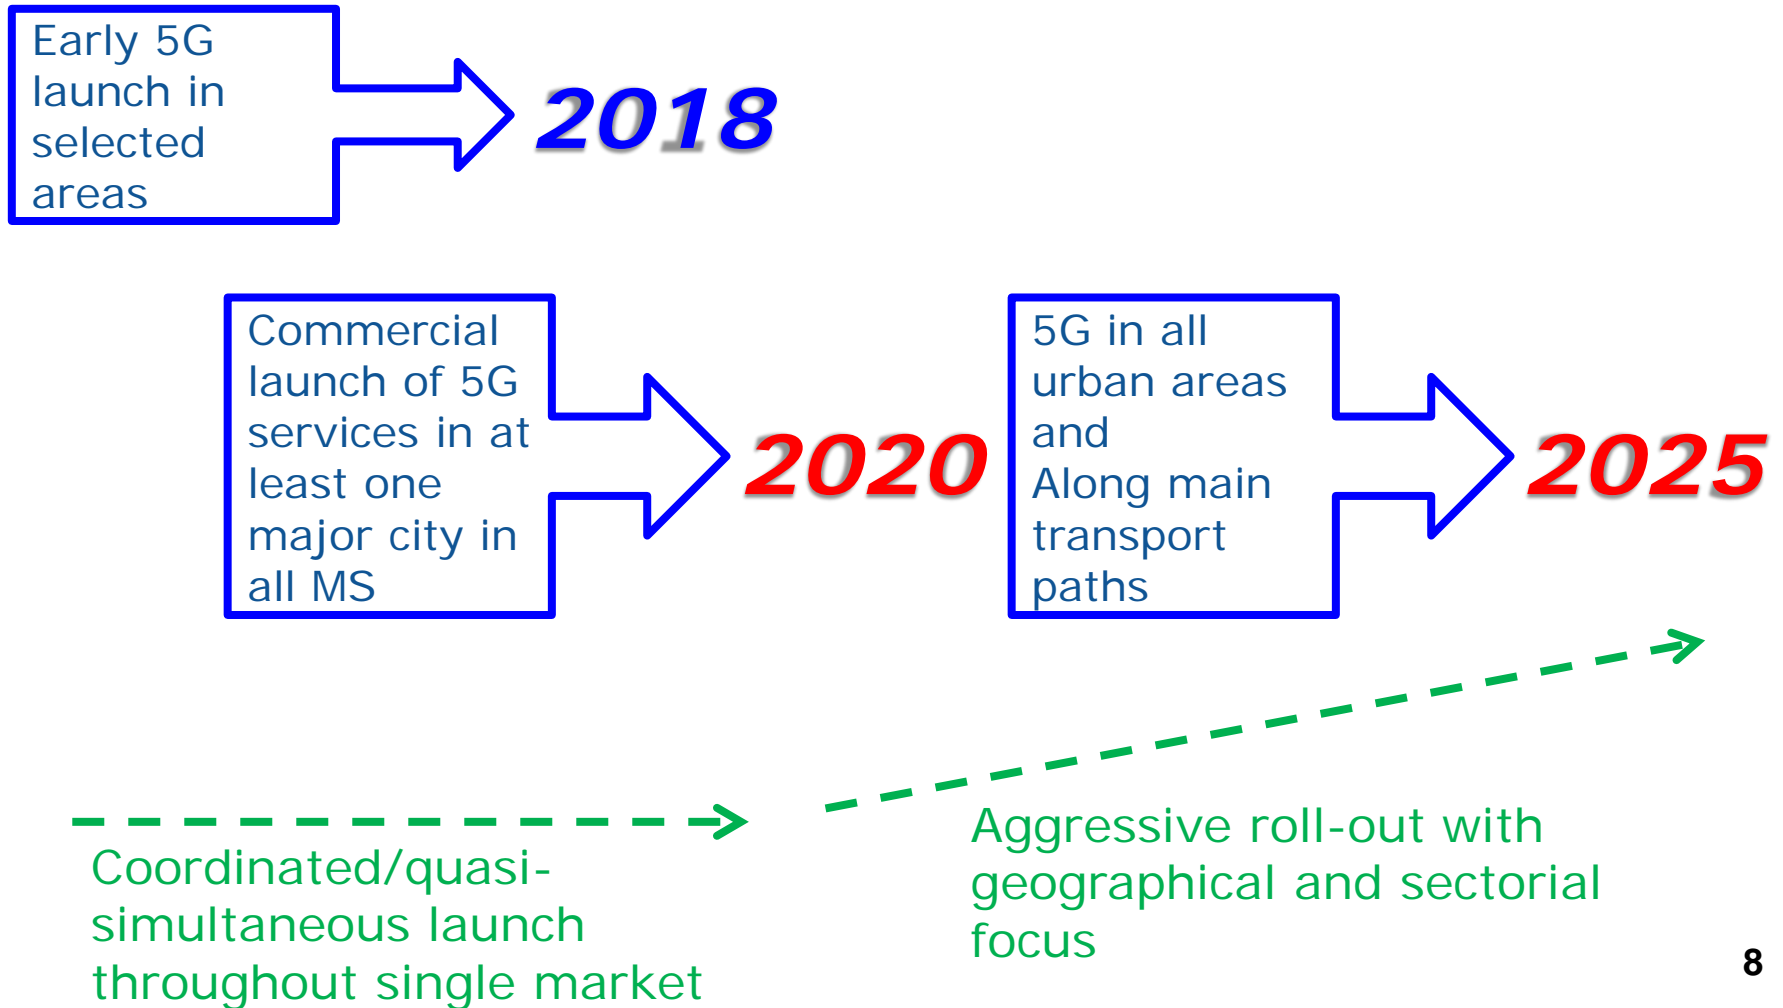 Early 5G
launch in
selected
areas
2018
Commercial
launch of 5G
services in at
least one
major city in
all MS
2020
5G in all
urban areas
and
Along main
transport
paths
2025
Coordinated/quasi-
simultaneous launch
throughout single market
Aggressive roll-out with
geographical and sectorial
focus
8